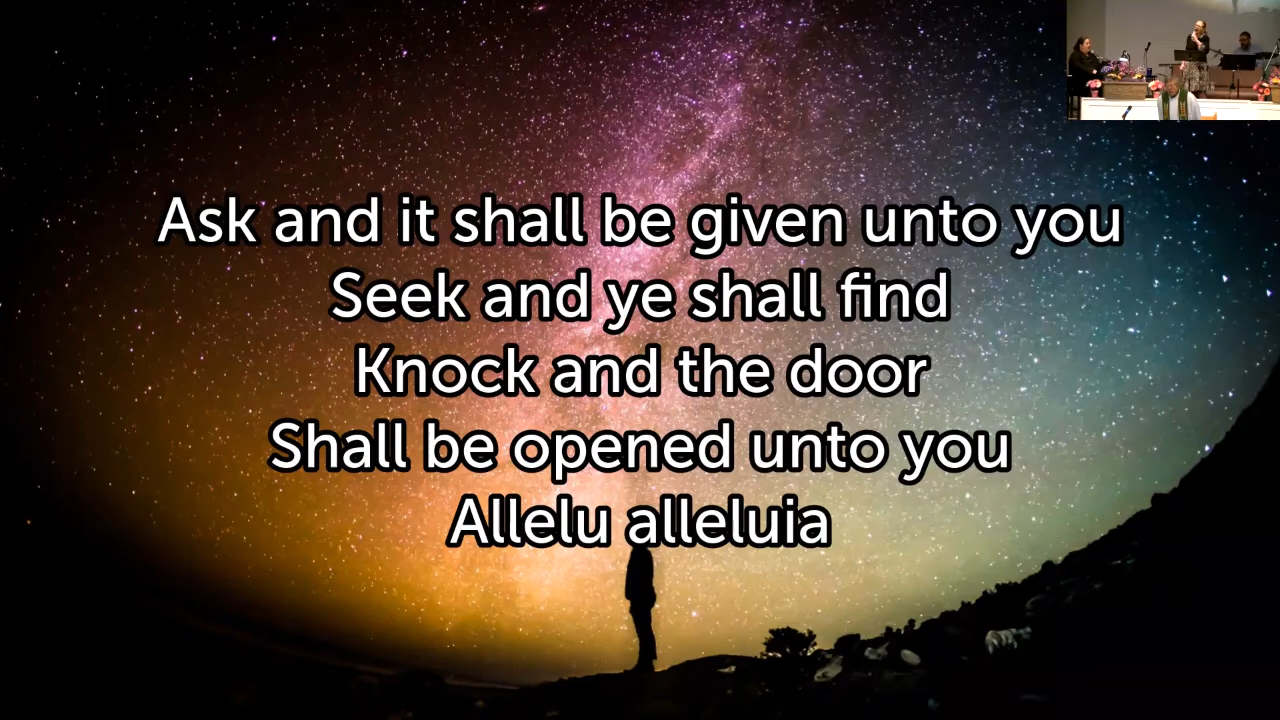 Ask and it shall be given unto you
Seek and ye shall find
Knock and the door
Shall be opened unto you
Allelu alleluia